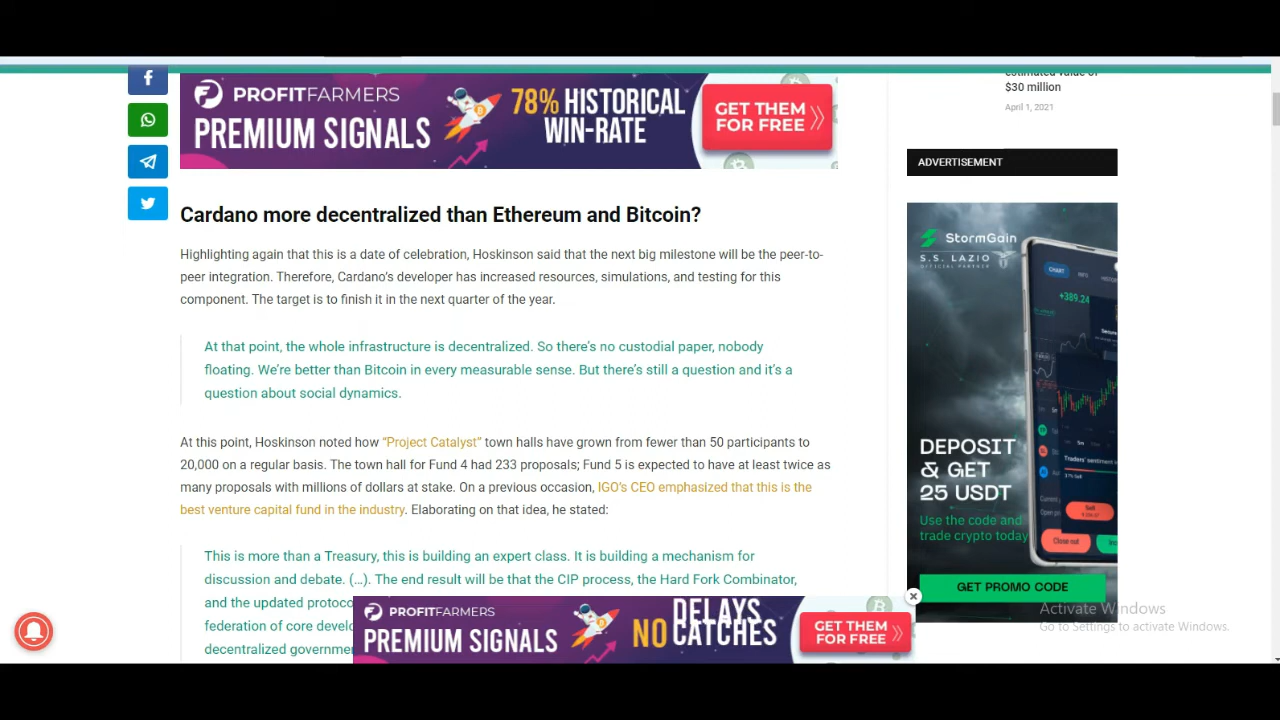 estimated value of
$30 million
April 1, 2021
PROFITFARMERS
PREMIUM SIGNALS
78% HISTORICAL
WIN-RATE
GET THEM
FOR FREE
Cardano more decentralized than Ethereum and Bitcoin?
Highlighting again that this is a date of celebration, Hoskinson said that the next big milestone will be the peer-to-
peer integration. Therefore, Cardano's developer has increased resources, simulations, and testing for this
component. The target is to finish it in the next quarter of the year.
At that point, the whole infrastructure is decentralized. So there's no custodial paper, nobody
floating. We're better than Bitcoin in every measurable sense. But there's still a question and it's a
question about social dynamics.
At this point, Hoskinson noted how “Project Catalyst” town halls have grown from fewer than 50 participants to
20,000 on a regular basis. The town hall for Fund 4 had 233 proposals; Fund 5 is expected to have at least twice as
many proposals with millions of dollars at stake. On a previous occasion, IGO's CEO emphasized that this is the
best venture capital fund in the industry. Elaborating on that idea, he stated:
This is more than a Treasury, this is building an expert class. It is building a mechanism for
discussion and debate. (…). The end result will be that the CIP process, the Hard Fork Combinator,
and the updated protoco
federation of core develo
decentralized governme
PROFITFARMERS
PREMIUM SIGNALS
DELAYS
NO CATCHES
GET THEM
FOR FREE
ADVERTISEMENT
StormGain
S.S. LAZIO
OFFICIAL PARTNER
CHART
INFO
+389.24
Traders' sentiment
Sell
Close out
DEPOSIT
& GET
25 USDT
Use the code and
trade crypto today
GET PROMO CODE
Activate Windows
Go to Settings to activate Windows.